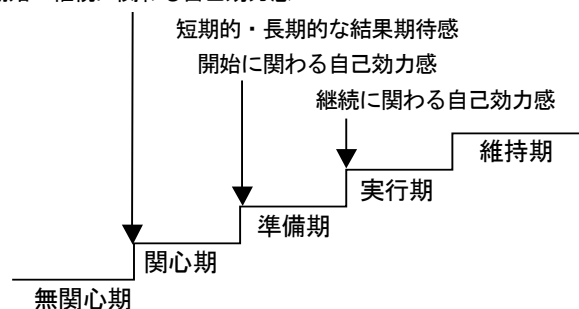 短期的・長期的な結果期待感
開始に関わる自己効力感
継続に関わる自己効力感
維持期
実行期
準備期
関心期
無関心期